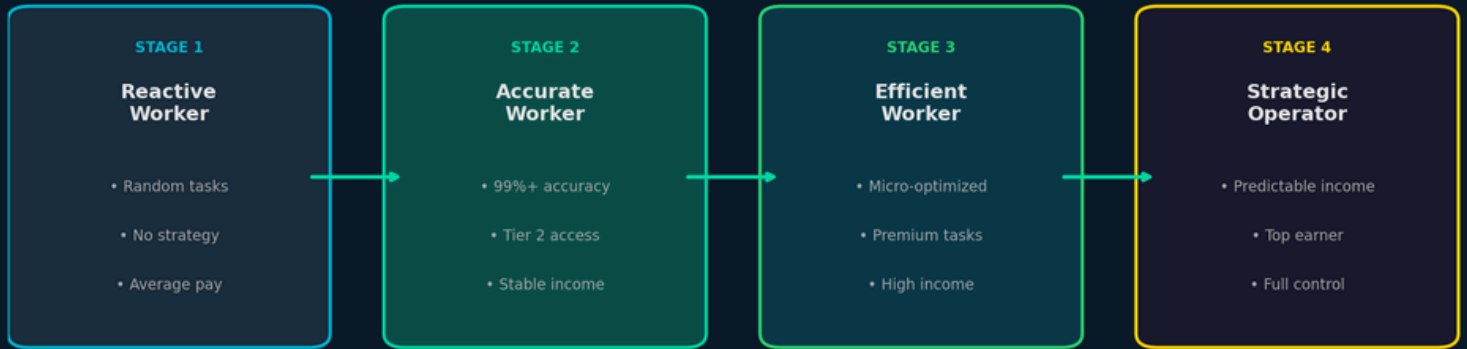 STAGE 1
Reactive
Worker
• Random tasks
• No strategy
• Average pay
STAGE 2
Accurate
Worker
• 99%+ accuracy
• Tier 2 access
• Stable income
STAGE 3
Efficient
Worker
• Micro-optimized
• Premium tasks
• High income
STAGE 4
Strategic
Operator
• Predictable income
• Top earner
• Full control